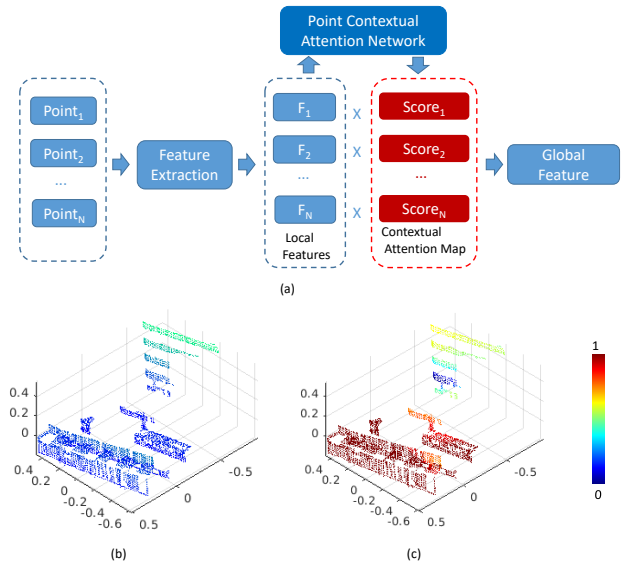 Point Contextual
Attention Network
Point₁
Point₂
...
Point_N
Feature
Extraction
F₁
F₂
...
F_N
Local
Features
X
X
X
Score₁
Score₂
...
Score_N
Contextual
Attention Map
Global
Feature
(a)
0.4
0.2
0
0.4
0.2
0
-0.2
-0.4
-0.6
0.5
0
-0.5
(b)
0.4
0.2
0
0.4
0.2
0
-0.2
-0.4
-0.6
0.5
0
-0.5
(c)
1
0